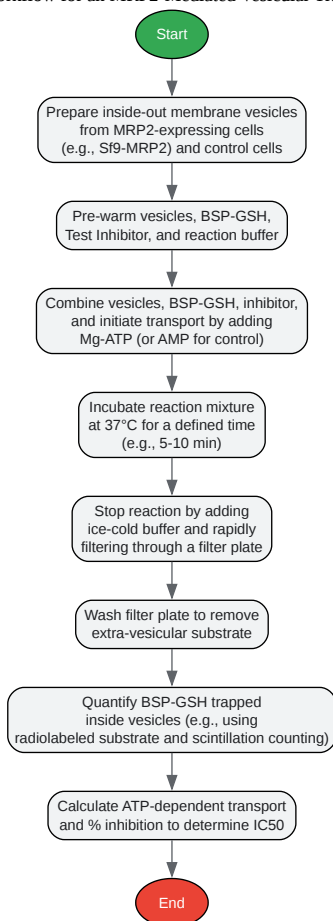 Start
Prepare inside-out membrane vesicles
from MRP2-expressing cells
(e.g., Sf9-MRP2) and control cells
Pre-warm vesicles, BSP-GSH,
Test Inhibitor, and reaction buffer
Combine vesicles, BSP-GSH, inhibitor,
and initiate transport by adding
Mg-ATP (or AMP for control)
Incubate reaction mixture
at 37°C for a defined time
(e.g., 5-10 min)
Stop reaction by adding
ice-cold buffer and rapidly
filtering through a filter plate
Wash filter plate to remove
extra-vesicular substrate
Quantify BSP-GSH trapped
inside vesicles (e.g., using
radiolabeled substrate and scintillation counting)
Calculate ATP-dependent transport
and % inhibition to determine IC50
End